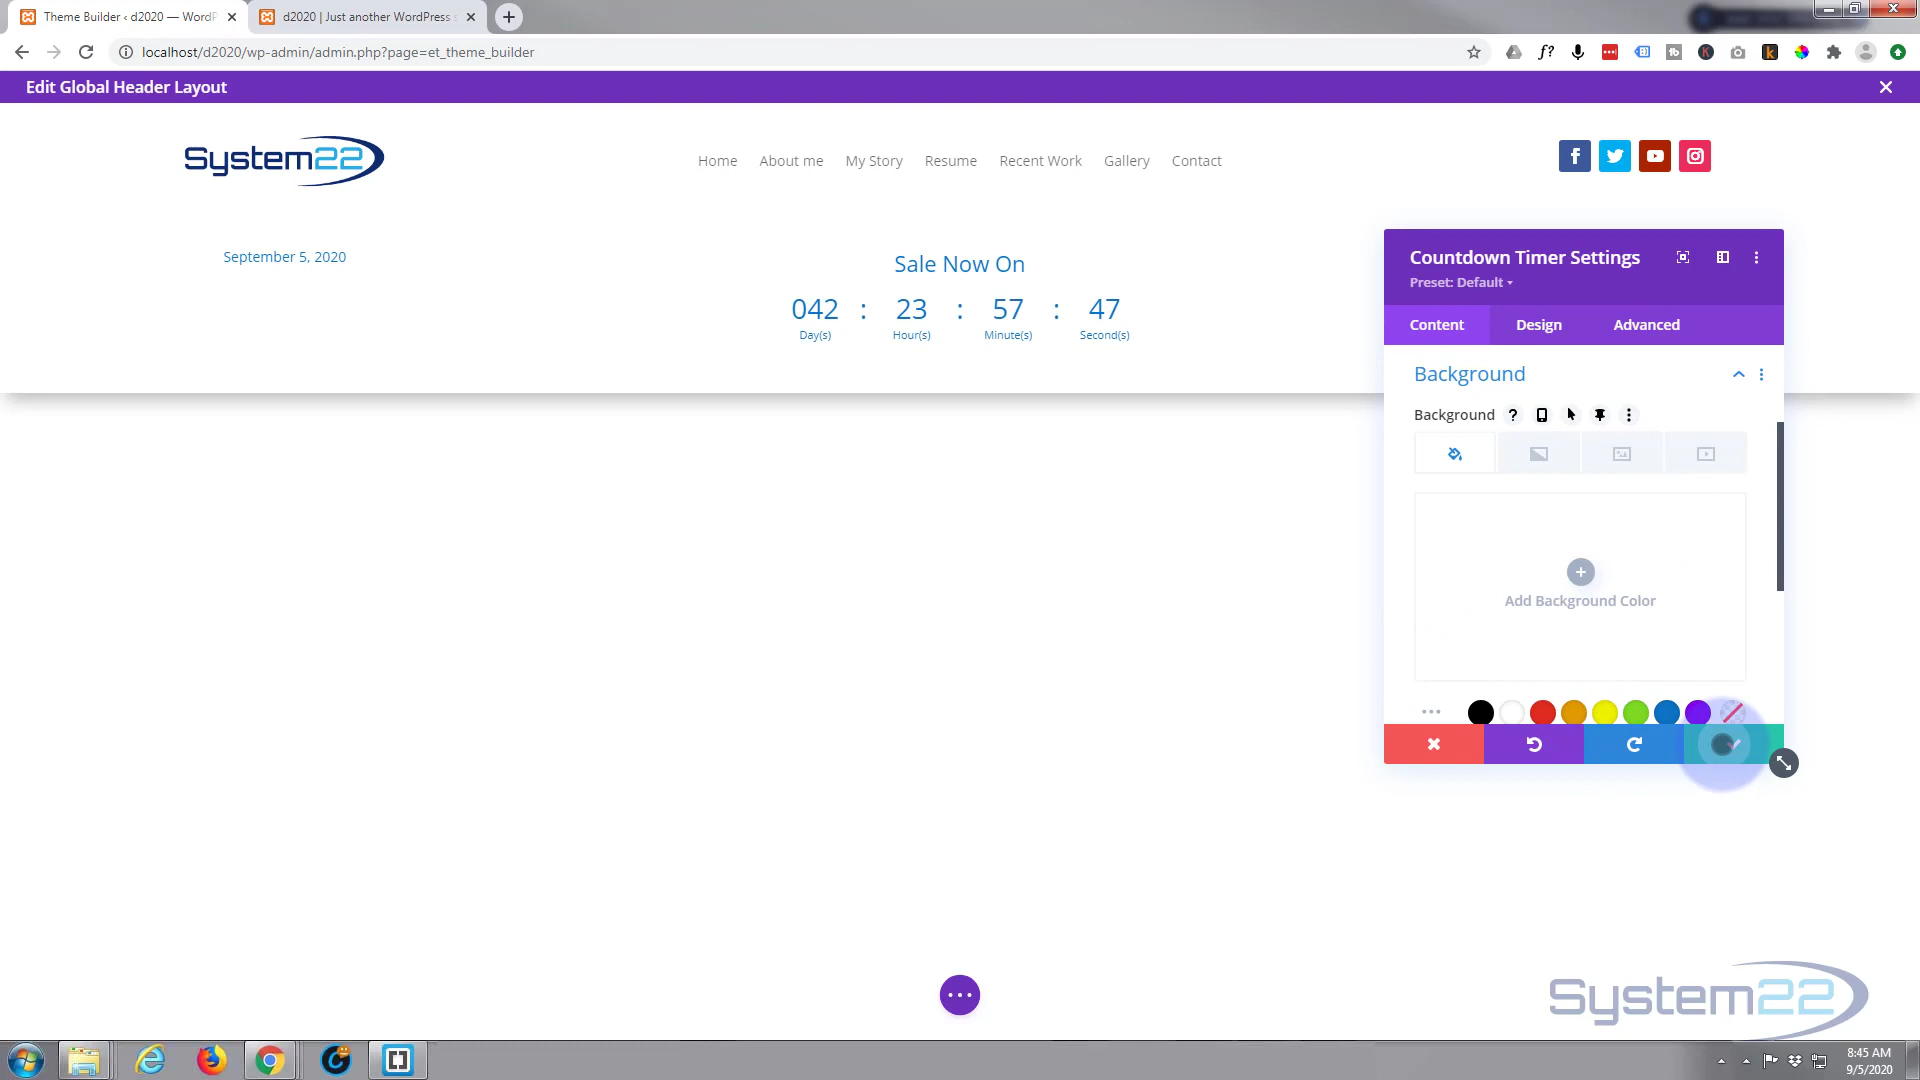 Theme Builder ‹ d2020 — WordP
d2020 | Just another WordPress s
localhost/d2020/wp-admin/admin.php?page=et_theme_builder
Edit Global Header Layout
System22
Home About me My Story Resume Recent Work Gallery Contact
September 5, 2020
Sale Now On
042 : 23 : 57 : 47
Day(s) Hour(s) Minute(s) Second(s)
Countdown Timer Settings
Preset: Default
Content Design Advanced
Background
Background
Add Background Color
System22
8:45 AM
9/5/2020